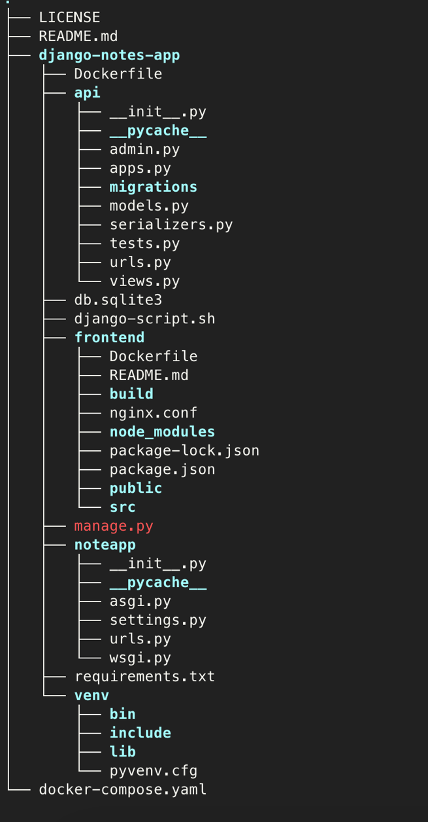 .
├── LICENSE
├── README.md
├── django-notes-app
│   ├── Dockerfile
│   ├── api
│   │   ├── __init__.py
│   │   ├── __pycache__
│   │   ├── admin.py
│   │   ├── apps.py
│   │   ├── migrations
│   │   ├── models.py
│   │   ├── serializers.py
│   │   ├── tests.py
│   │   ├── urls.py
│   │   └── views.py
│   ├── db.sqlite3
│   ├── django-script.sh
│   ├── frontend
│   │   ├── Dockerfile
│   │   ├── README.md
│   │   ├── build
│   │   ├── nginx.conf
│   │   ├── node_modules
│   │   ├── package-lock.json
│   │   ├── package.json
│   │   ├── public
│   │   └── src
│   ├── manage.py
│   ├── noteapp
│   │   ├── __init__.py
│   │   ├── __pycache__
│   │   ├── asgi.py
│   │   ├── settings.py
│   │   ├── urls.py
│   │   └── wsgi.py
│   ├── requirements.txt
│   └── venv
│       ├── bin
│       ├── include
│       ├── lib
│       └── pyvenv.cfg
└── docker-compose.yaml